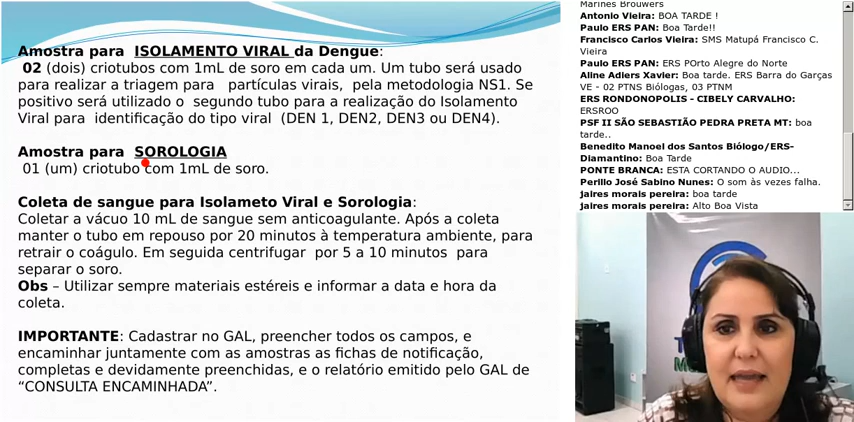 Amostra para  ISOLAMENTO VIRAL da Dengue:
02 (dois) criotubos com 1mL de soro em cada um. Um tubo será usado
para realizar a triagem para   partículas virais,  pela metodologia NS1. Se
positivo será utilizado o  segundo tubo para a realização do Isolamento
Viral para  identificação do tipo viral  (DEN 1, DEN2, DEN3 ou DEN4).
Amostra para  SOROLOGIA
01 (um) criotubo com 1mL de soro.
Coleta de sangue para Isolameto Viral e Sorologia:
Coletar a vácuo 10 mL de sangue sem anticoagulante. Após a coleta
manter o tubo em repouso por 20 minutos à temperatura ambiente, para
retrair o coágulo. Em seguida centrifugar  por 5 a 10 minutos  para
separar o soro.
Obs – Utilizar sempre materiais estéreis e informar a data e hora da
coleta.
IMPORTANTE: Cadastrar no GAL, preencher todos os campos, e
encaminhar juntamente com as amostras as fichas de notificação,
completas e devidamente preenchidas, e o relatório emitido pelo GAL de
“CONSULTA ENCAMINHADA”.
Marines Brouwers
Antonio Vieira: BOA TARDE !
Paulo ERS PAN: Boa Tarde!!
Francisco Carlos Vieira: SMS Matupá Francisco C.
Vieira
Paulo ERS PAN: ERS POrto Alegre do Norte
Aline Adiers Xavier: Boa tarde. ERS Barra do Garças
VE - 02 PTNS Biólogas, 03 PTNM
ERS RONDONOPOLIS - CIBELY CARVALHO:
ERSROO
PSF II SÃO SEBASTIÃO PEDRA PRETA MT: boa
tarde..
Benedito Manoel dos Santos Biólogo/ERS-
Diamantino: Boa Tarde
PONTE BRANCA: ESTA CORTANDO O AUDIO...
Perillo José Sabino Nunes: O som às vezes falha.
jaires morais pereira: boa tarde
jaires morais pereira: Alto Boa Vista